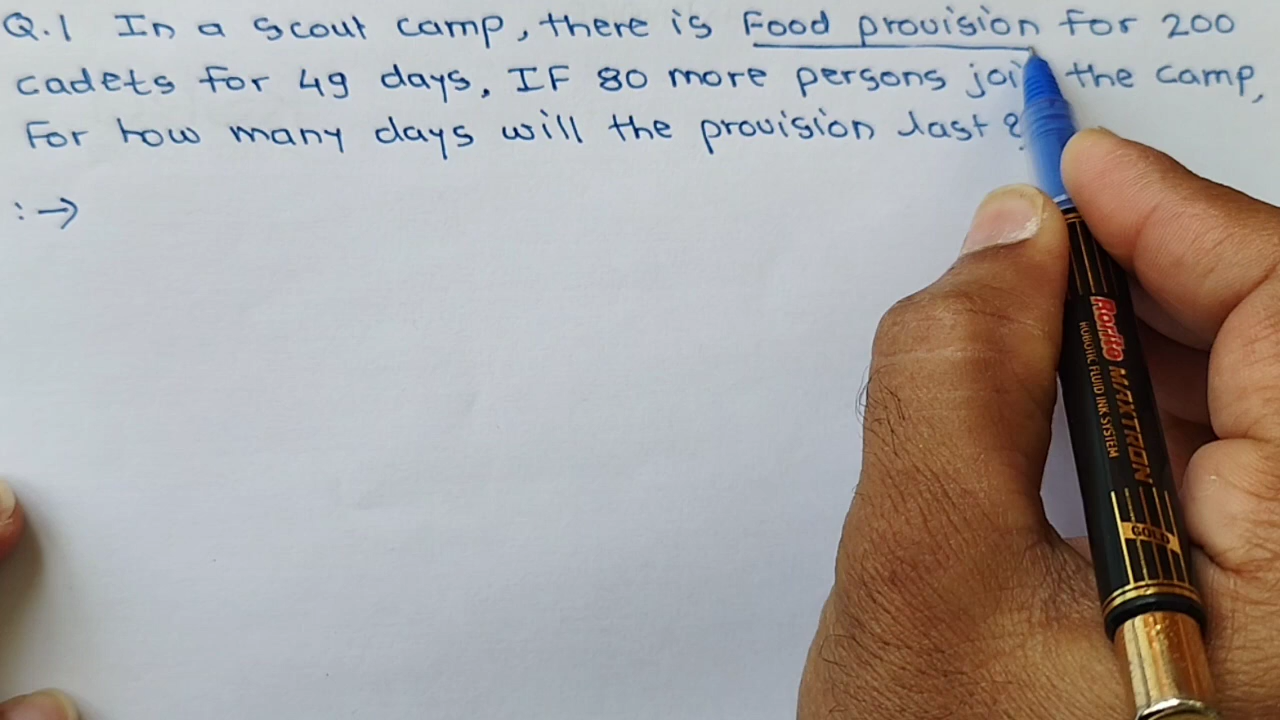 Q.1 In a scout camp, there is Food provision for 200
cadets for 49 days. IF 80 more persons join the camp,
For how many days will the provision last?
:→
Rorito MAXTRON
ROBOTIC FLUID INK SYSTEM
GOLD